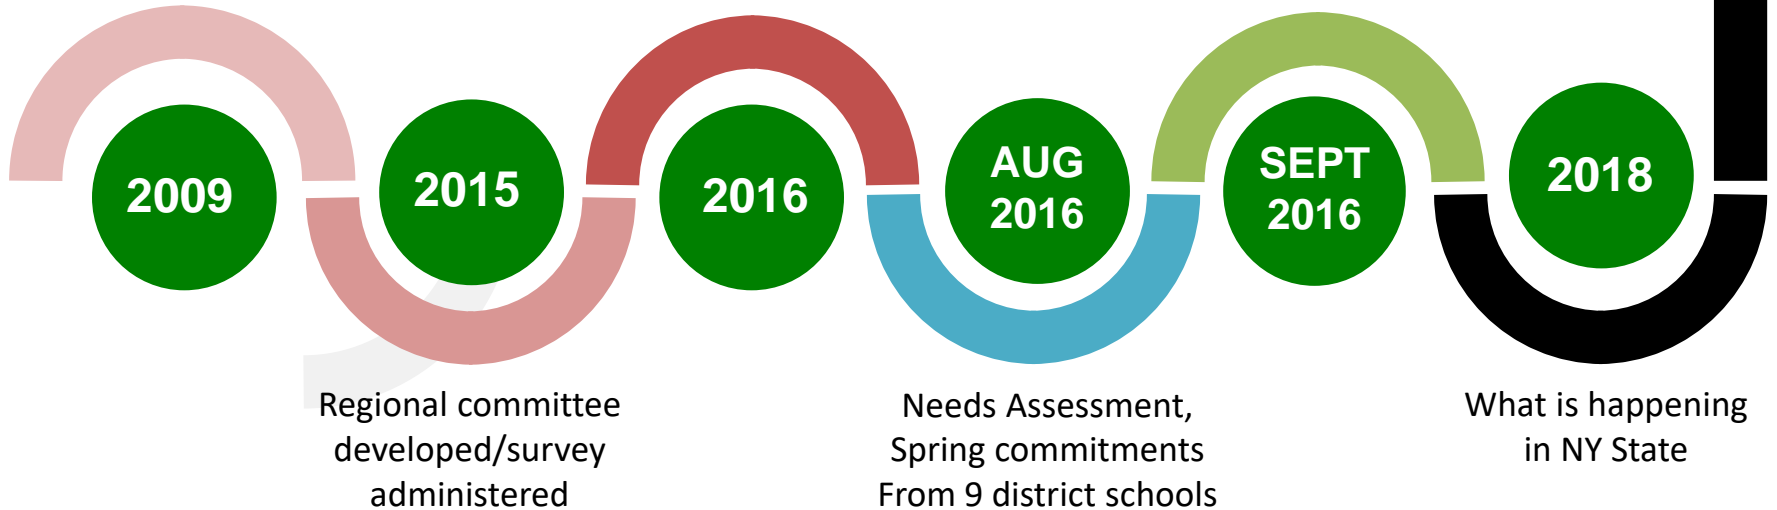 2009
2015
2016
AUG
2016
SEPT
2016
2018
Regional committee
developed/survey
administered
Needs Assessment,
Spring commitments
From 9 district schools
What is happening
in NY State